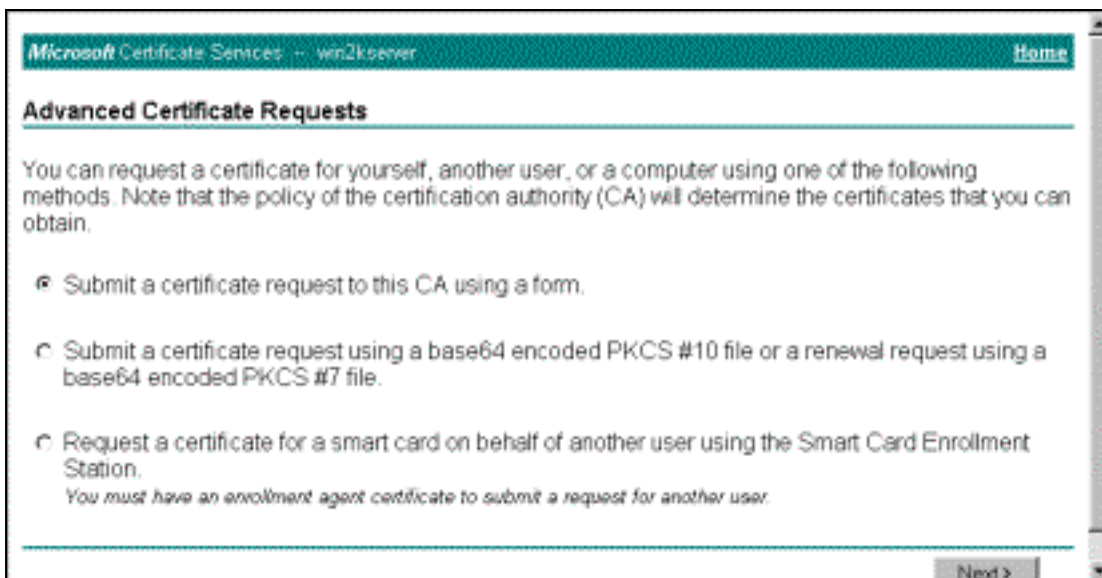 Microsoft Certificate Services -- win2kserver Home
Advanced Certificate Requests
You can request a certificate for yourself, another user, or a computer using one of the following
methods. Note that the policy of the certification authority (CA) will determine the certificates that you can
obtain.
Submit a certificate request to this CA using a form.
Submit a certificate request using a base64 encoded PKCS #10 file or a renewal request using a
base64 encoded PKCS #7 file.
Request a certificate for a smart card on behalf of another user using the Smart Card Enrollment
Station.
You must have an enrollment agent certificate to submit a request for another user.
Next >